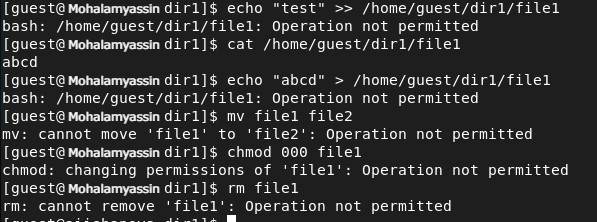 [guest@Mohalamyassin dir1]$ echo "test" >> /home/guest/dir1/file1
bash: /home/guest/dir1/file1: Operation not permitted
[guest@Mohalamyassin dir1]$ cat /home/guest/dir1/file1
abcd
[guest@Mohalamyassin dir1]$ echo "abcd" > /home/guest/dir1/file1
bash: /home/guest/dir1/file1: Operation not permitted
[guest@Mohalamyassin dir1]$ mv file1 file2
mv: cannot move 'file1' to 'file2': Operation not permitted
[guest@Mohalamyassin dir1]$ chmod 000 file1
chmod: changing permissions of 'file1': Operation not permitted
[guest@Mohalamyassin dir1]$ rm file1
rm: cannot remove 'file1': Operation not permitted
dir1]$